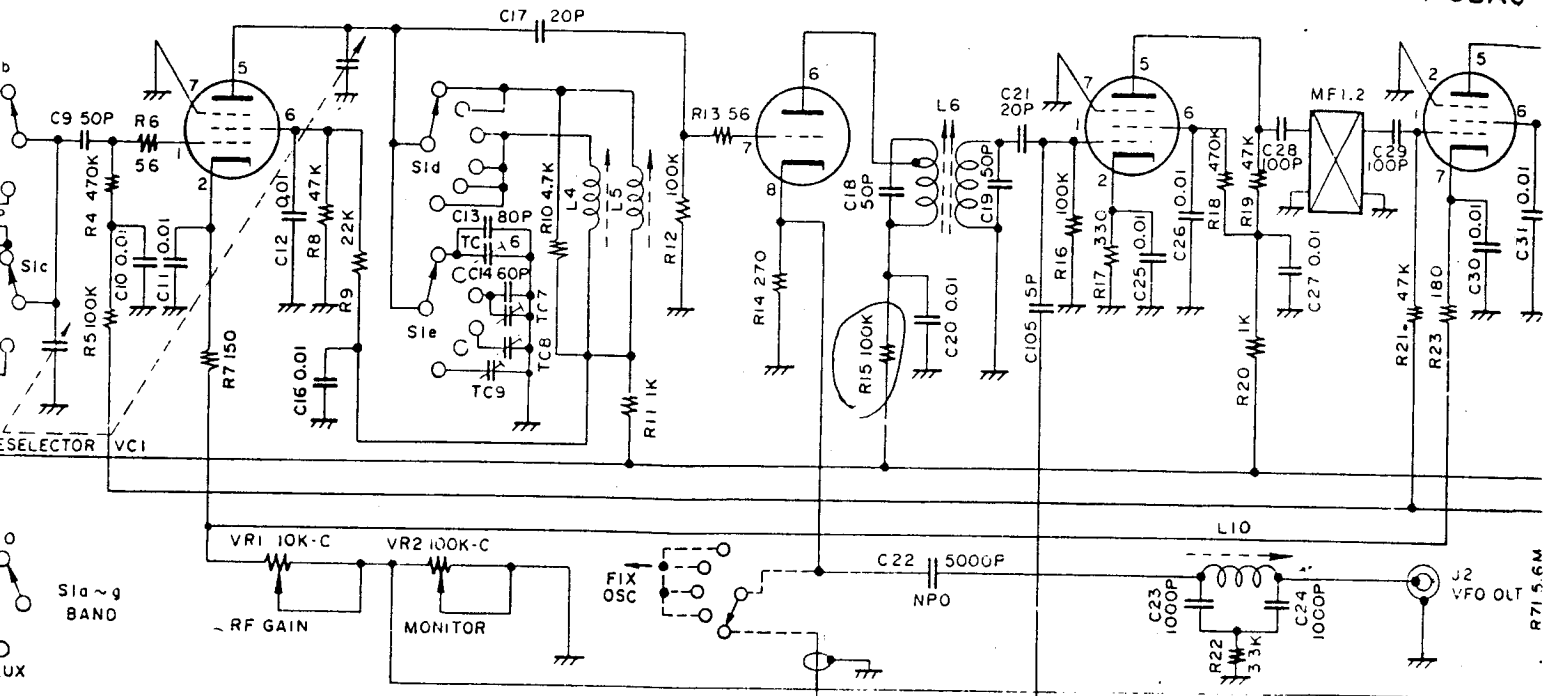 C17 20P
b
5
7
6
1
2
C9 50P
R6
56
R4 470K
R5 100K
C10 0.01
C11 0.01
R7 150
C12 0.01
R8 47K
R9 22K
C16 0.01
S1c
S1d
S1e
C13 80P
TC 6
C14 60P
TC7
TC8
TC9
R10 4.7K
L4
L5
R11 1K
R12 100K
R13 56
7
6
8
R14 270
C18 50P
L6
C19 50P
R15 100K
C20 0.01
C21
20P
C105 5P
R16 100K
7
5
1
6
2
R17 330
C25 0.01
C26 0.01
R18 470K
R19 47K
R20 1K
C27 0.01
C28
100P
MF1.2
C29
100P
2
5
6
7
R21 47K
R23 180
C30 0.01
C31 0.01
ESELECTOR VC1
S1a~g
BAND
UX
VR1 10K-C
RF GAIN
VR2 100K-C
MONITOR
FIX
OSC
C22 5000P
NPO
L10
C23
1000P
C24
1000P
R22
3.3K
J2
VFO OUT
R71 5.6M